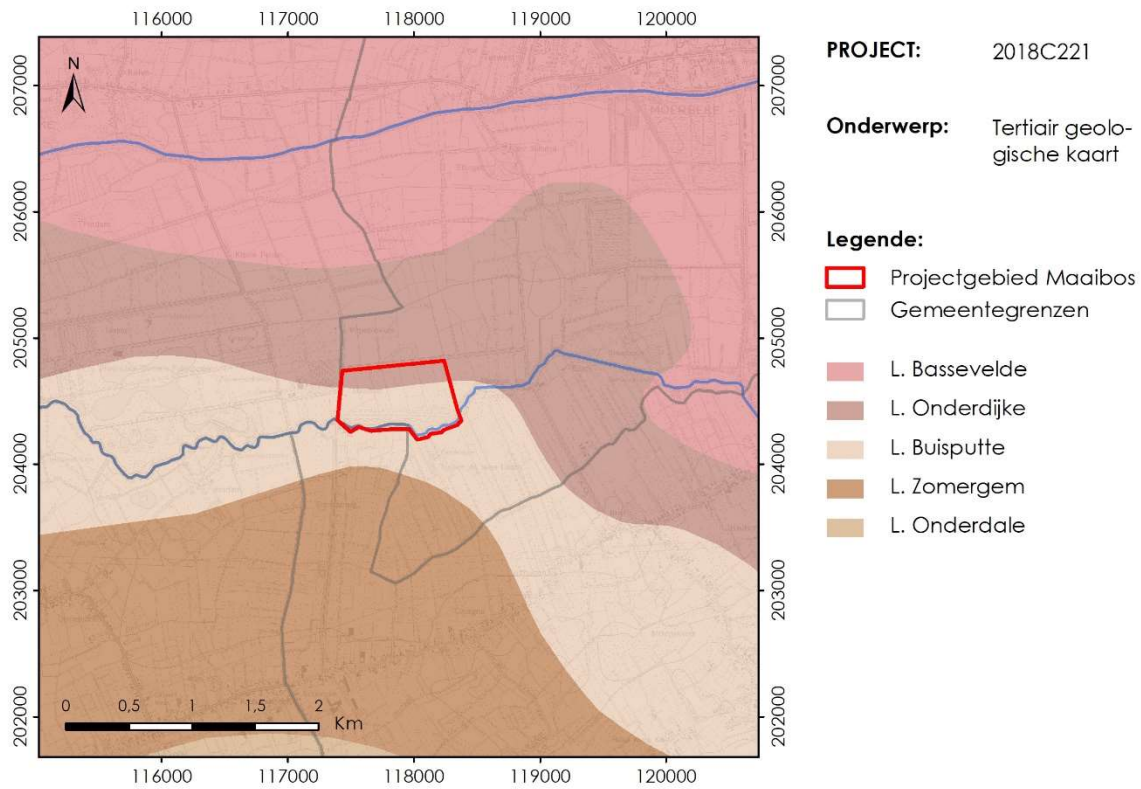 116000 117000 118000 119000 120000
207000
206000
205000
204000
203000
202000
N
0 0,5 1 1,5 2
Km
207000
206000
205000
204000
203000
202000
116000 117000 118000 119000 120000
PROJECT: 2018C221
Onderwerp: Tertiair geolo-
gische kaart
Legende:
Projectgebied Maaibos
Gemeentegrenzen
L. Bassevelde
L. Onderdijke
L. Buisputte
L. Zomergem
L. Onderdale